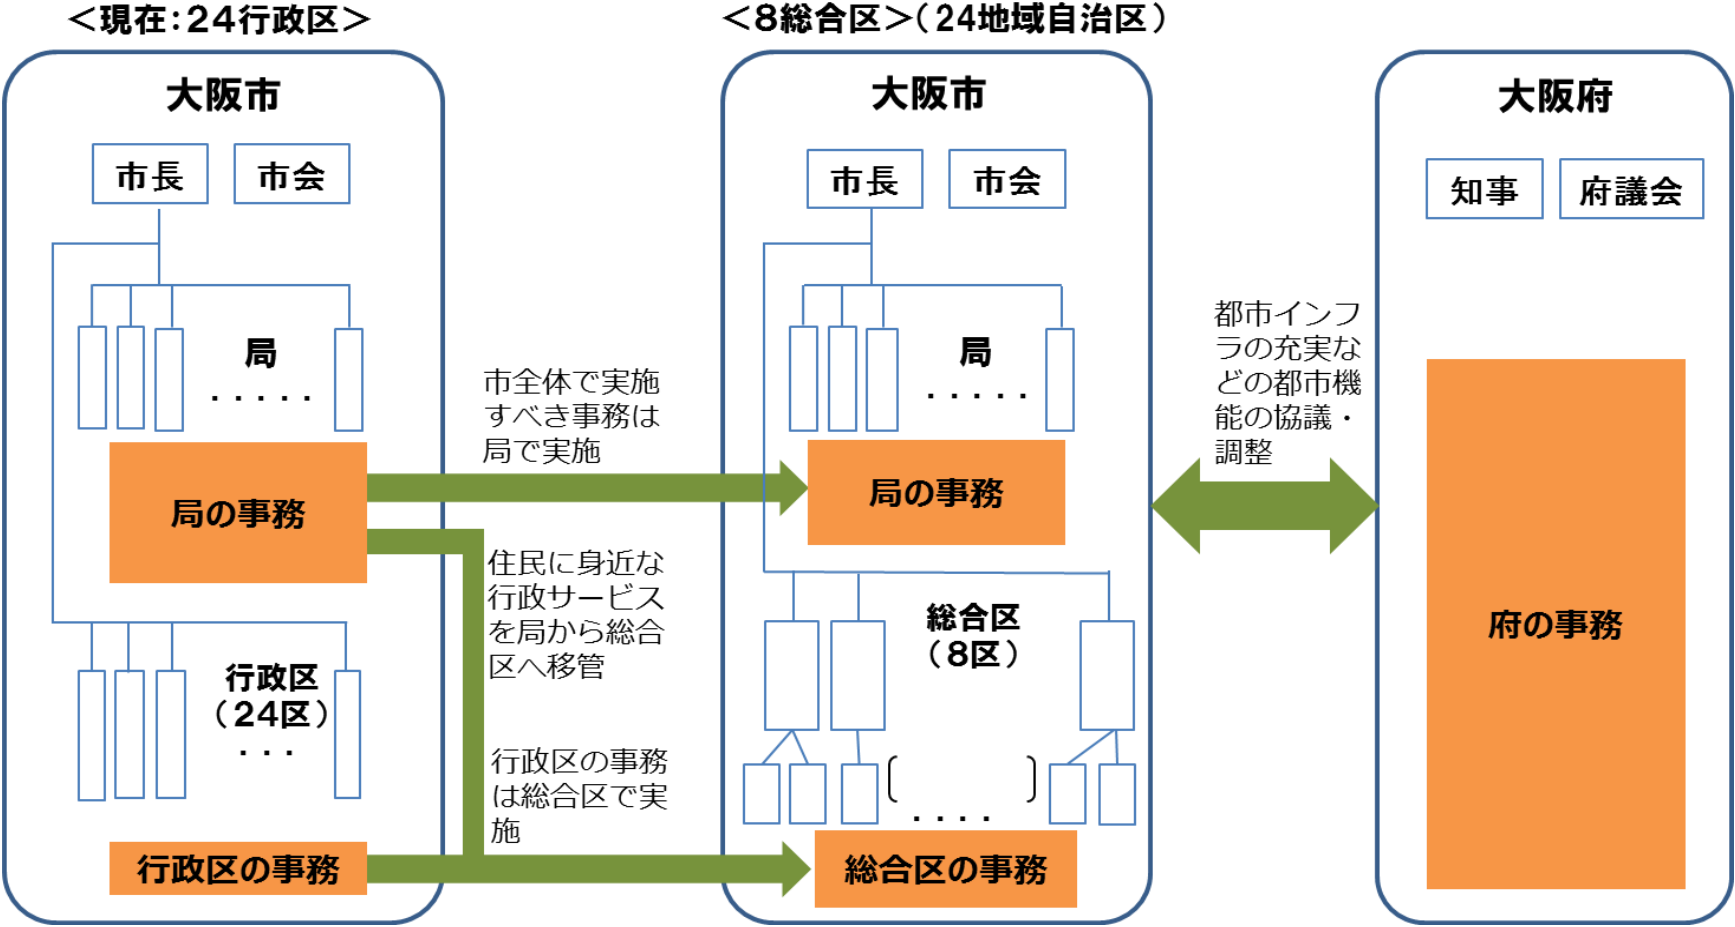 ＜現在：２４行政区＞
大阪市
市長
市会
局
・・・・・
局の事務
行政区
（２４区）
・・・
行政区の事務
市全体で実施
すべき事務は
局で実施
住民に身近な
行政サービス
を局から総合
区へ移管
行政区の事務
は総合区で実
施
＜８総合区＞（２４地域自治区）
大阪市
市長
市会
局
・・・・・
局の事務
総合区
（８区）
・・・・
総合区の事務
都市インフ
ラの充実な
どの都市機
能の協議・
調整
大阪府
知事
府議会
府の事務